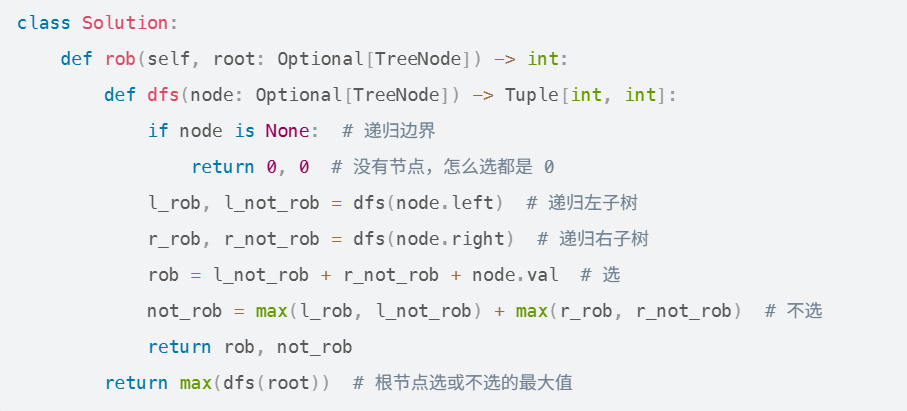 class Solution:
    def rob(self, root: Optional[TreeNode]) -> int:
        def dfs(node: Optional[TreeNode]) -> Tuple[int, int]:
            if node is None:  # 递归边界
                return 0, 0  # 没有节点，怎么选都是 0
            l_rob, l_not_rob = dfs(node.left)  # 递归左子树
            r_rob, r_not_rob = dfs(node.right)  # 递归右子树
            rob = l_not_rob + r_not_rob + node.val  # 选
            not_rob = max(l_rob, l_not_rob) + max(r_rob, r_not_rob)  # 不选
            return rob, not_rob
        return max(dfs(root))  # 根节点选或不选的最大值